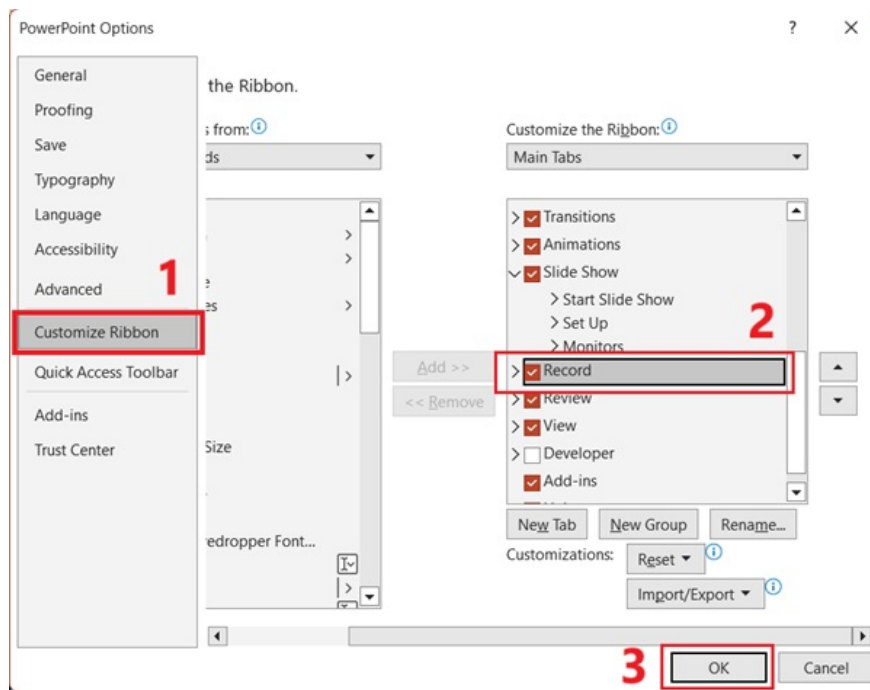 PowerPoint Options
General
Proofing
Save
Typography
Language
Accessibility
Advanced
Customize Ribbon
Quick Access Toolbar
Add-ins
Trust Center
1
the Ribbon.
s from:
ds
es
Size
edropper Font...
Add >>
<< Remove
Customize the Ribbon:
Main Tabs
Transitions
Animations
Slide Show
Start Slide Show
Set Up
Monitors
2
Record
Review
View
Developer
Add-ins
New Tab New Group Rename...
Customizations: Reset
Import/Export
3
OK Cancel